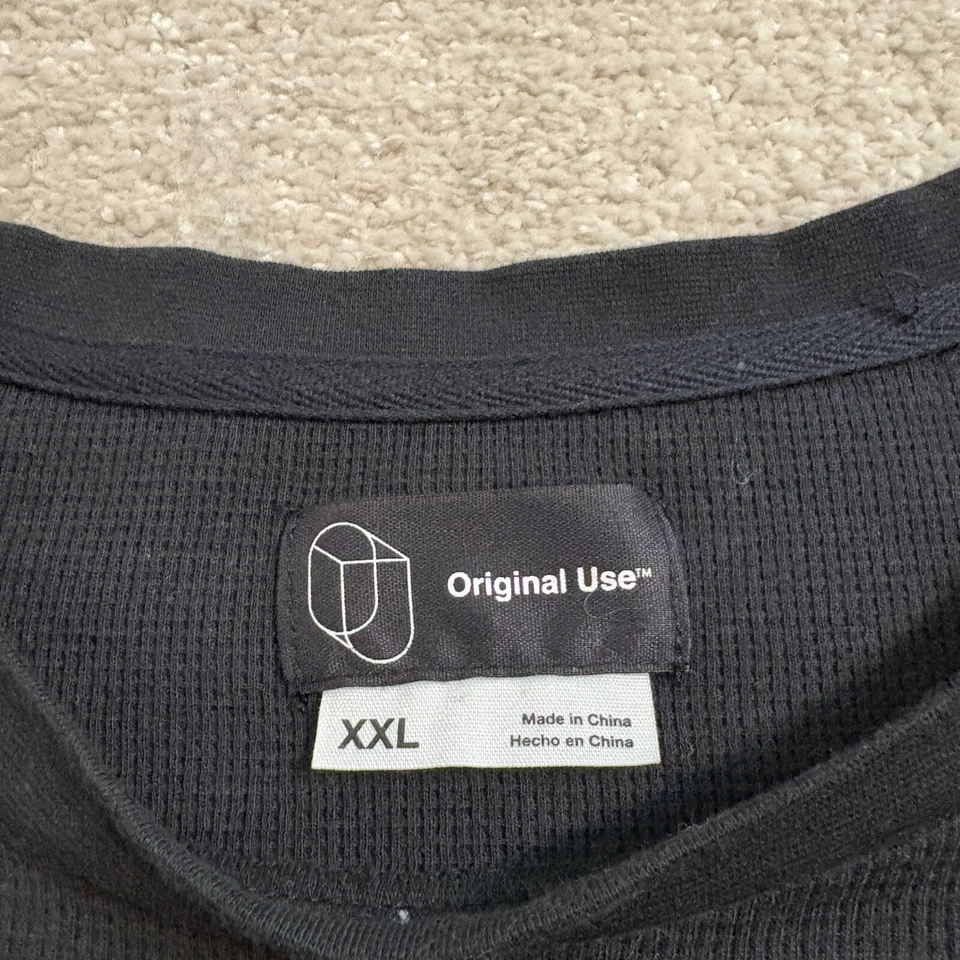 Original Use™
XXL
Made in China
Hecho en China